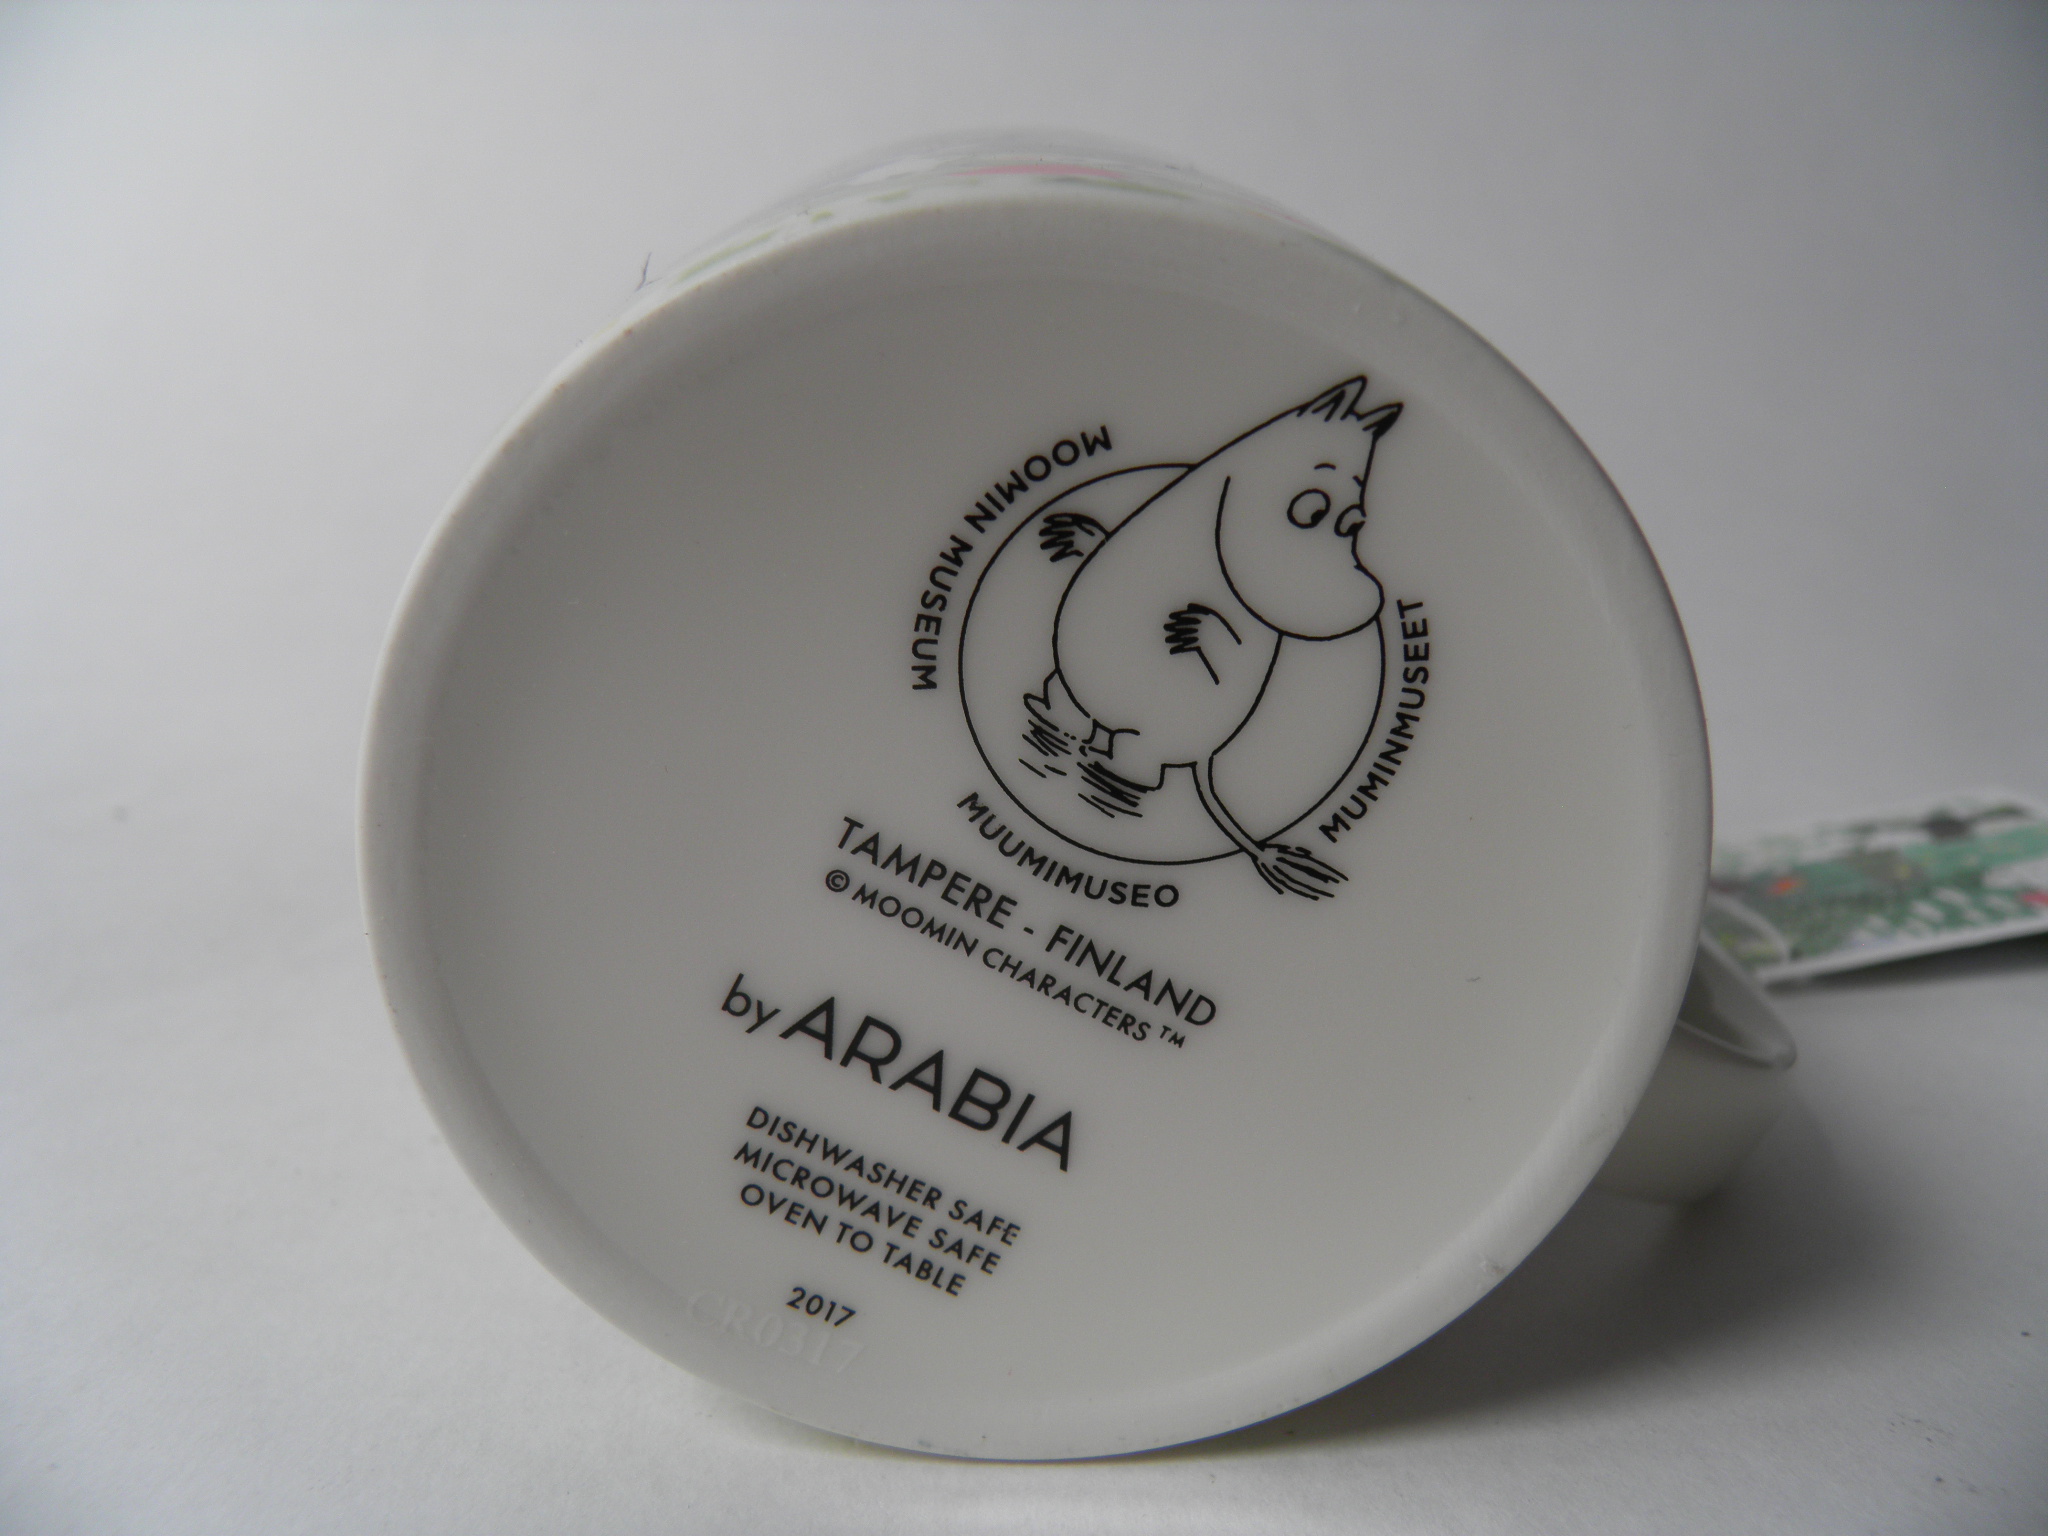 MOOMIN MUSEUM
MUMINMUSEET
MUUMIMUSEO
TAMPERE - FINLAND
© MOOMIN CHARACTERS ™
by ARABIA
DISHWASHER SAFE
MICROWAVE SAFE
OVEN TO TABLE
2017
CR0317